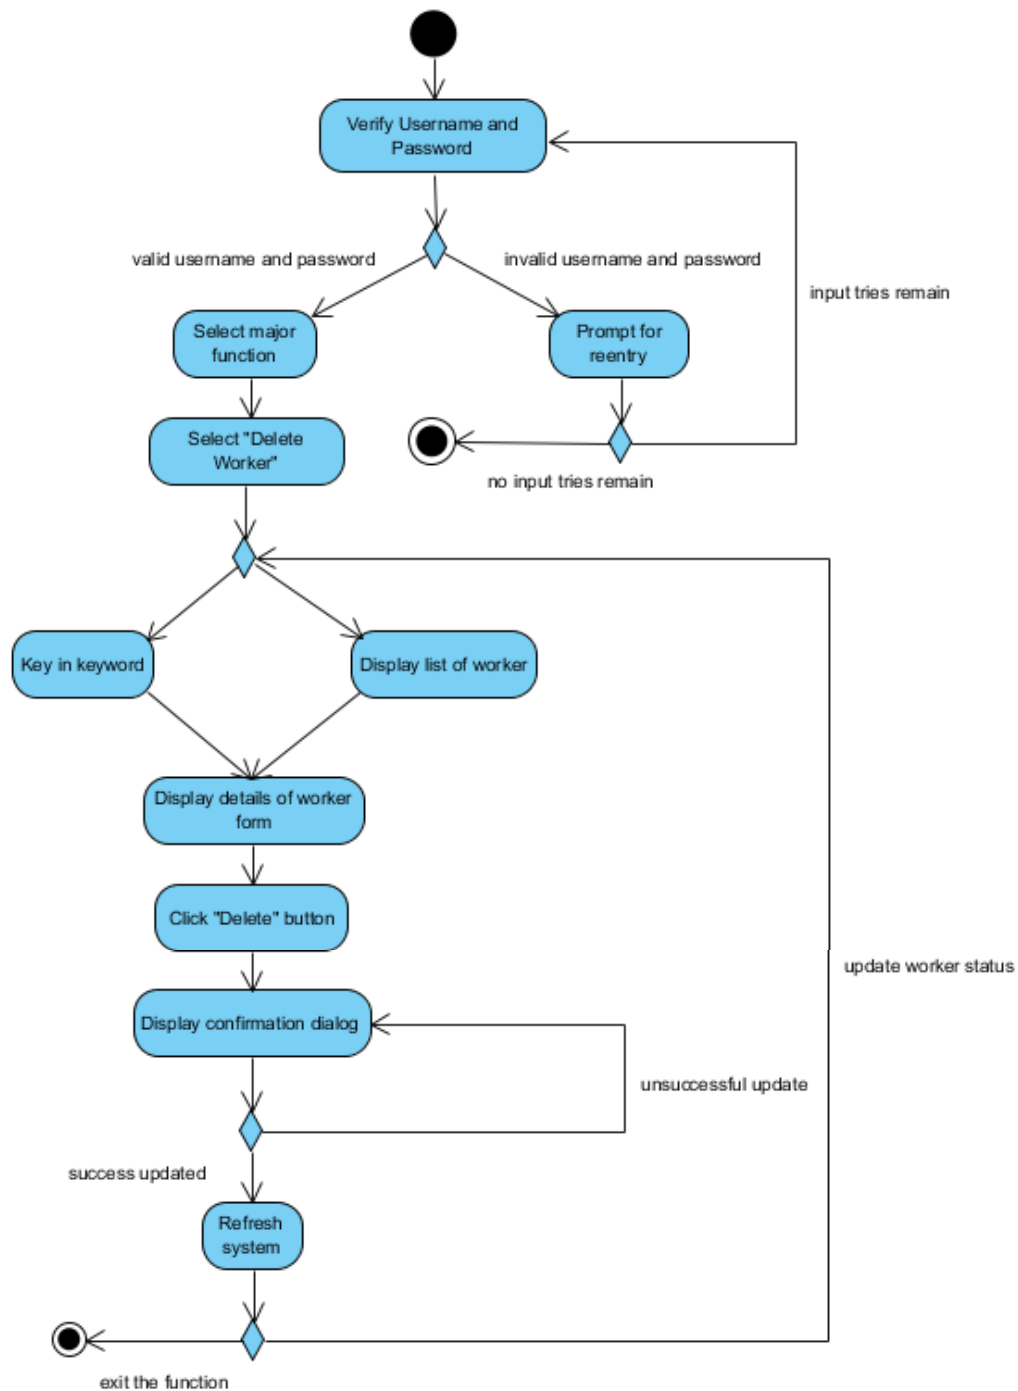 Verify Username and
Password
valid username and password
invalid username and password
input tries remain
Select major
function
Prompt for
reentry
Select "Delete
Worker"
no input tries remain
Key in keyword
Display list of worker
Display details of worker
form
Click "Delete" button
update worker status
Display confirmation dialog
unsuccessful update
success updated
Refresh
system
exit the function